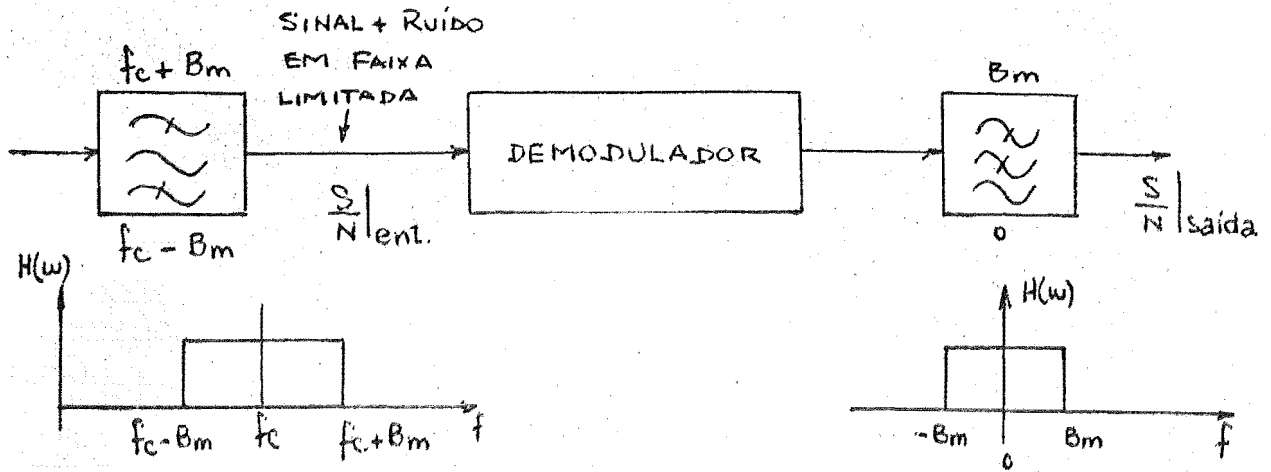 SINAL + RUÍDO
EM FAIXA
LIMITADA
fc + Bm
fc - Bm
S/N|ent.
DEMODULADOR
Bm
0
S/N|saída
H(w)
fc-Bm
fc
fc+Bm
f
H(w)
-Bm
0
Bm
f